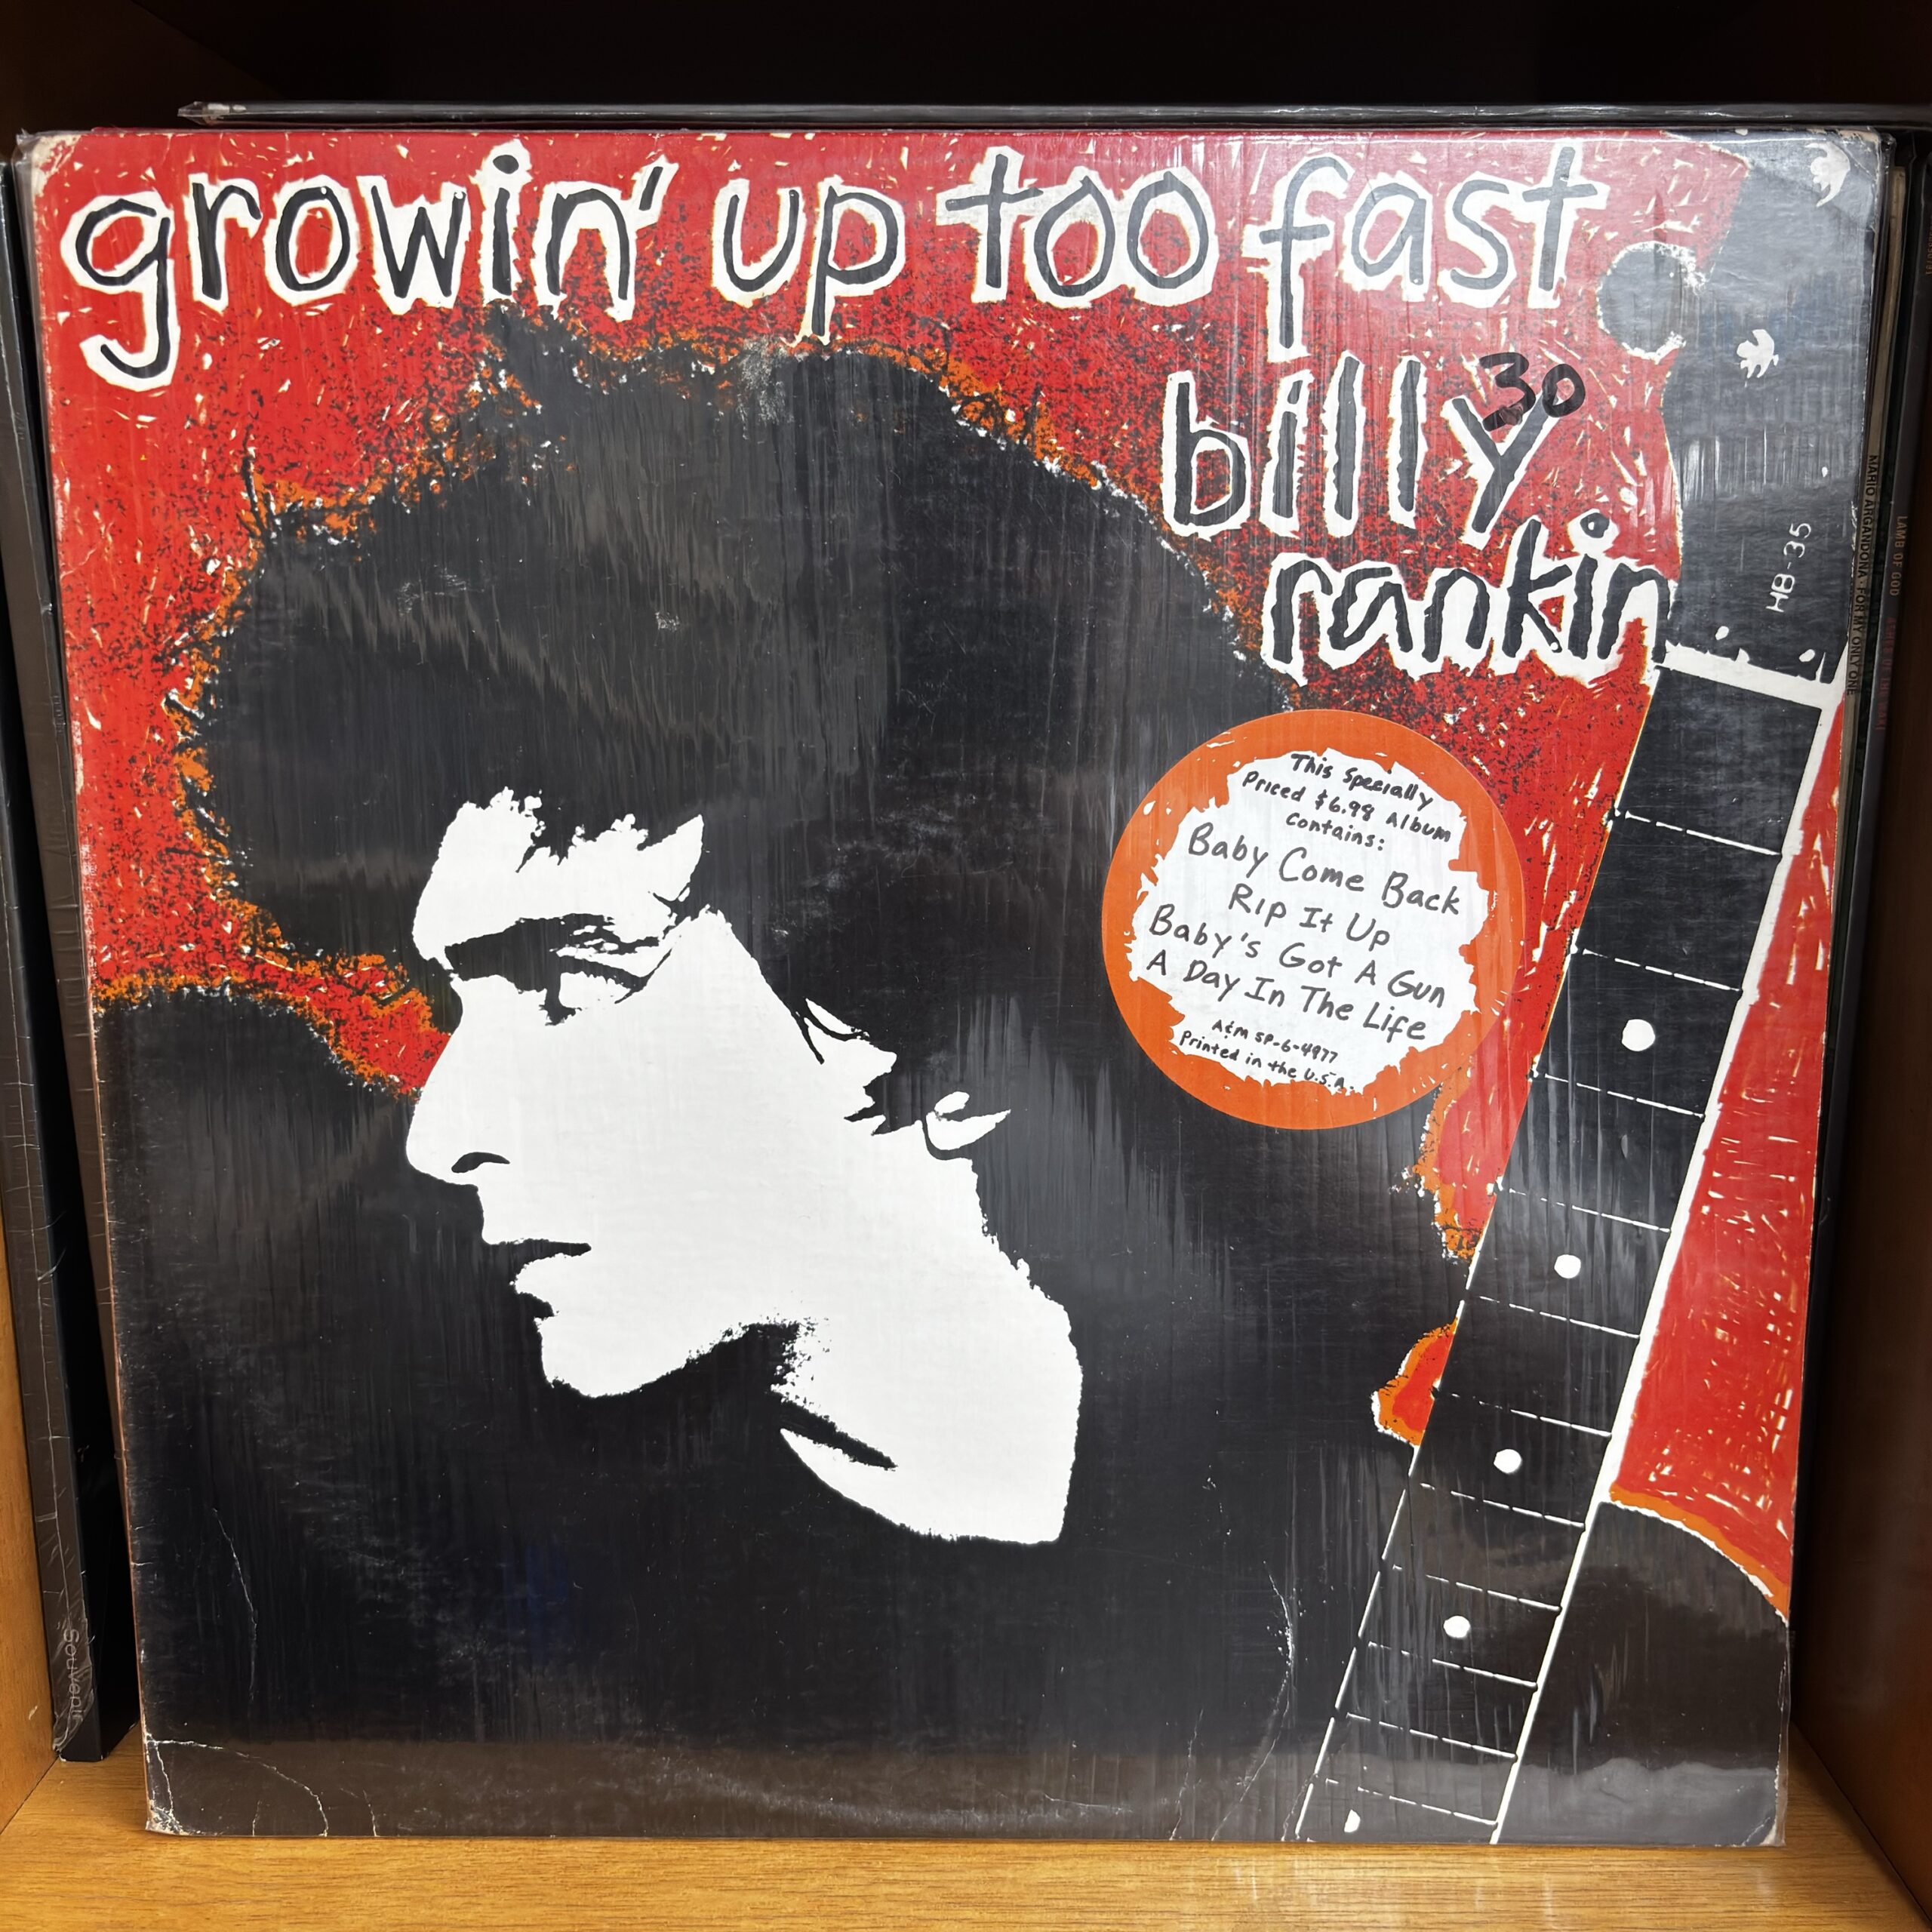 growin' up too fast
billy
30
rankin
HB-35
This Specially
Priced $6.98 Album
Contains:
Baby Come Back
Rip It Up
Baby's Got A Gun
A Day In The Life
A&M SP-6-4977
Printed in the U.S.A.
MARIO ARGANDONA - FOR MY ONLY ONE
LAMB OF GOD
Souvenir